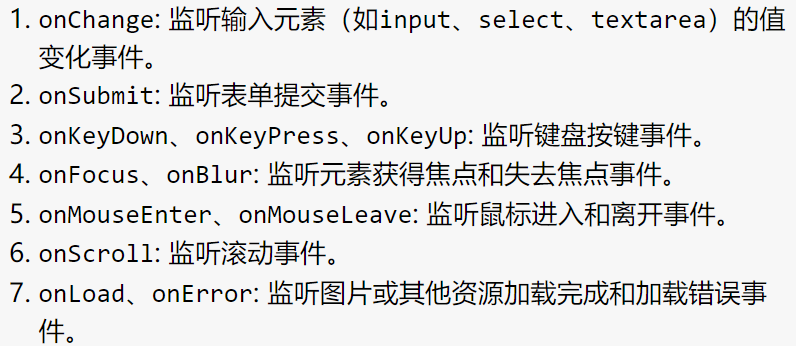 1. onChange: 监听输入元素（如input、select、textarea）的值
变化事件。
2. onSubmit: 监听表单提交事件。
3. onKeyDown、onKeyPress、onKeyUp: 监听键盘按键事件。
4. onFocus、onBlur: 监听元素获得焦点和失去焦点事件。
5. onMouseEnter、onMouseLeave: 监听鼠标进入和离开事件。
6. onScroll: 监听滚动事件。
7. onLoad、onError: 监听图片或其他资源加载完成和加载错误事
件。